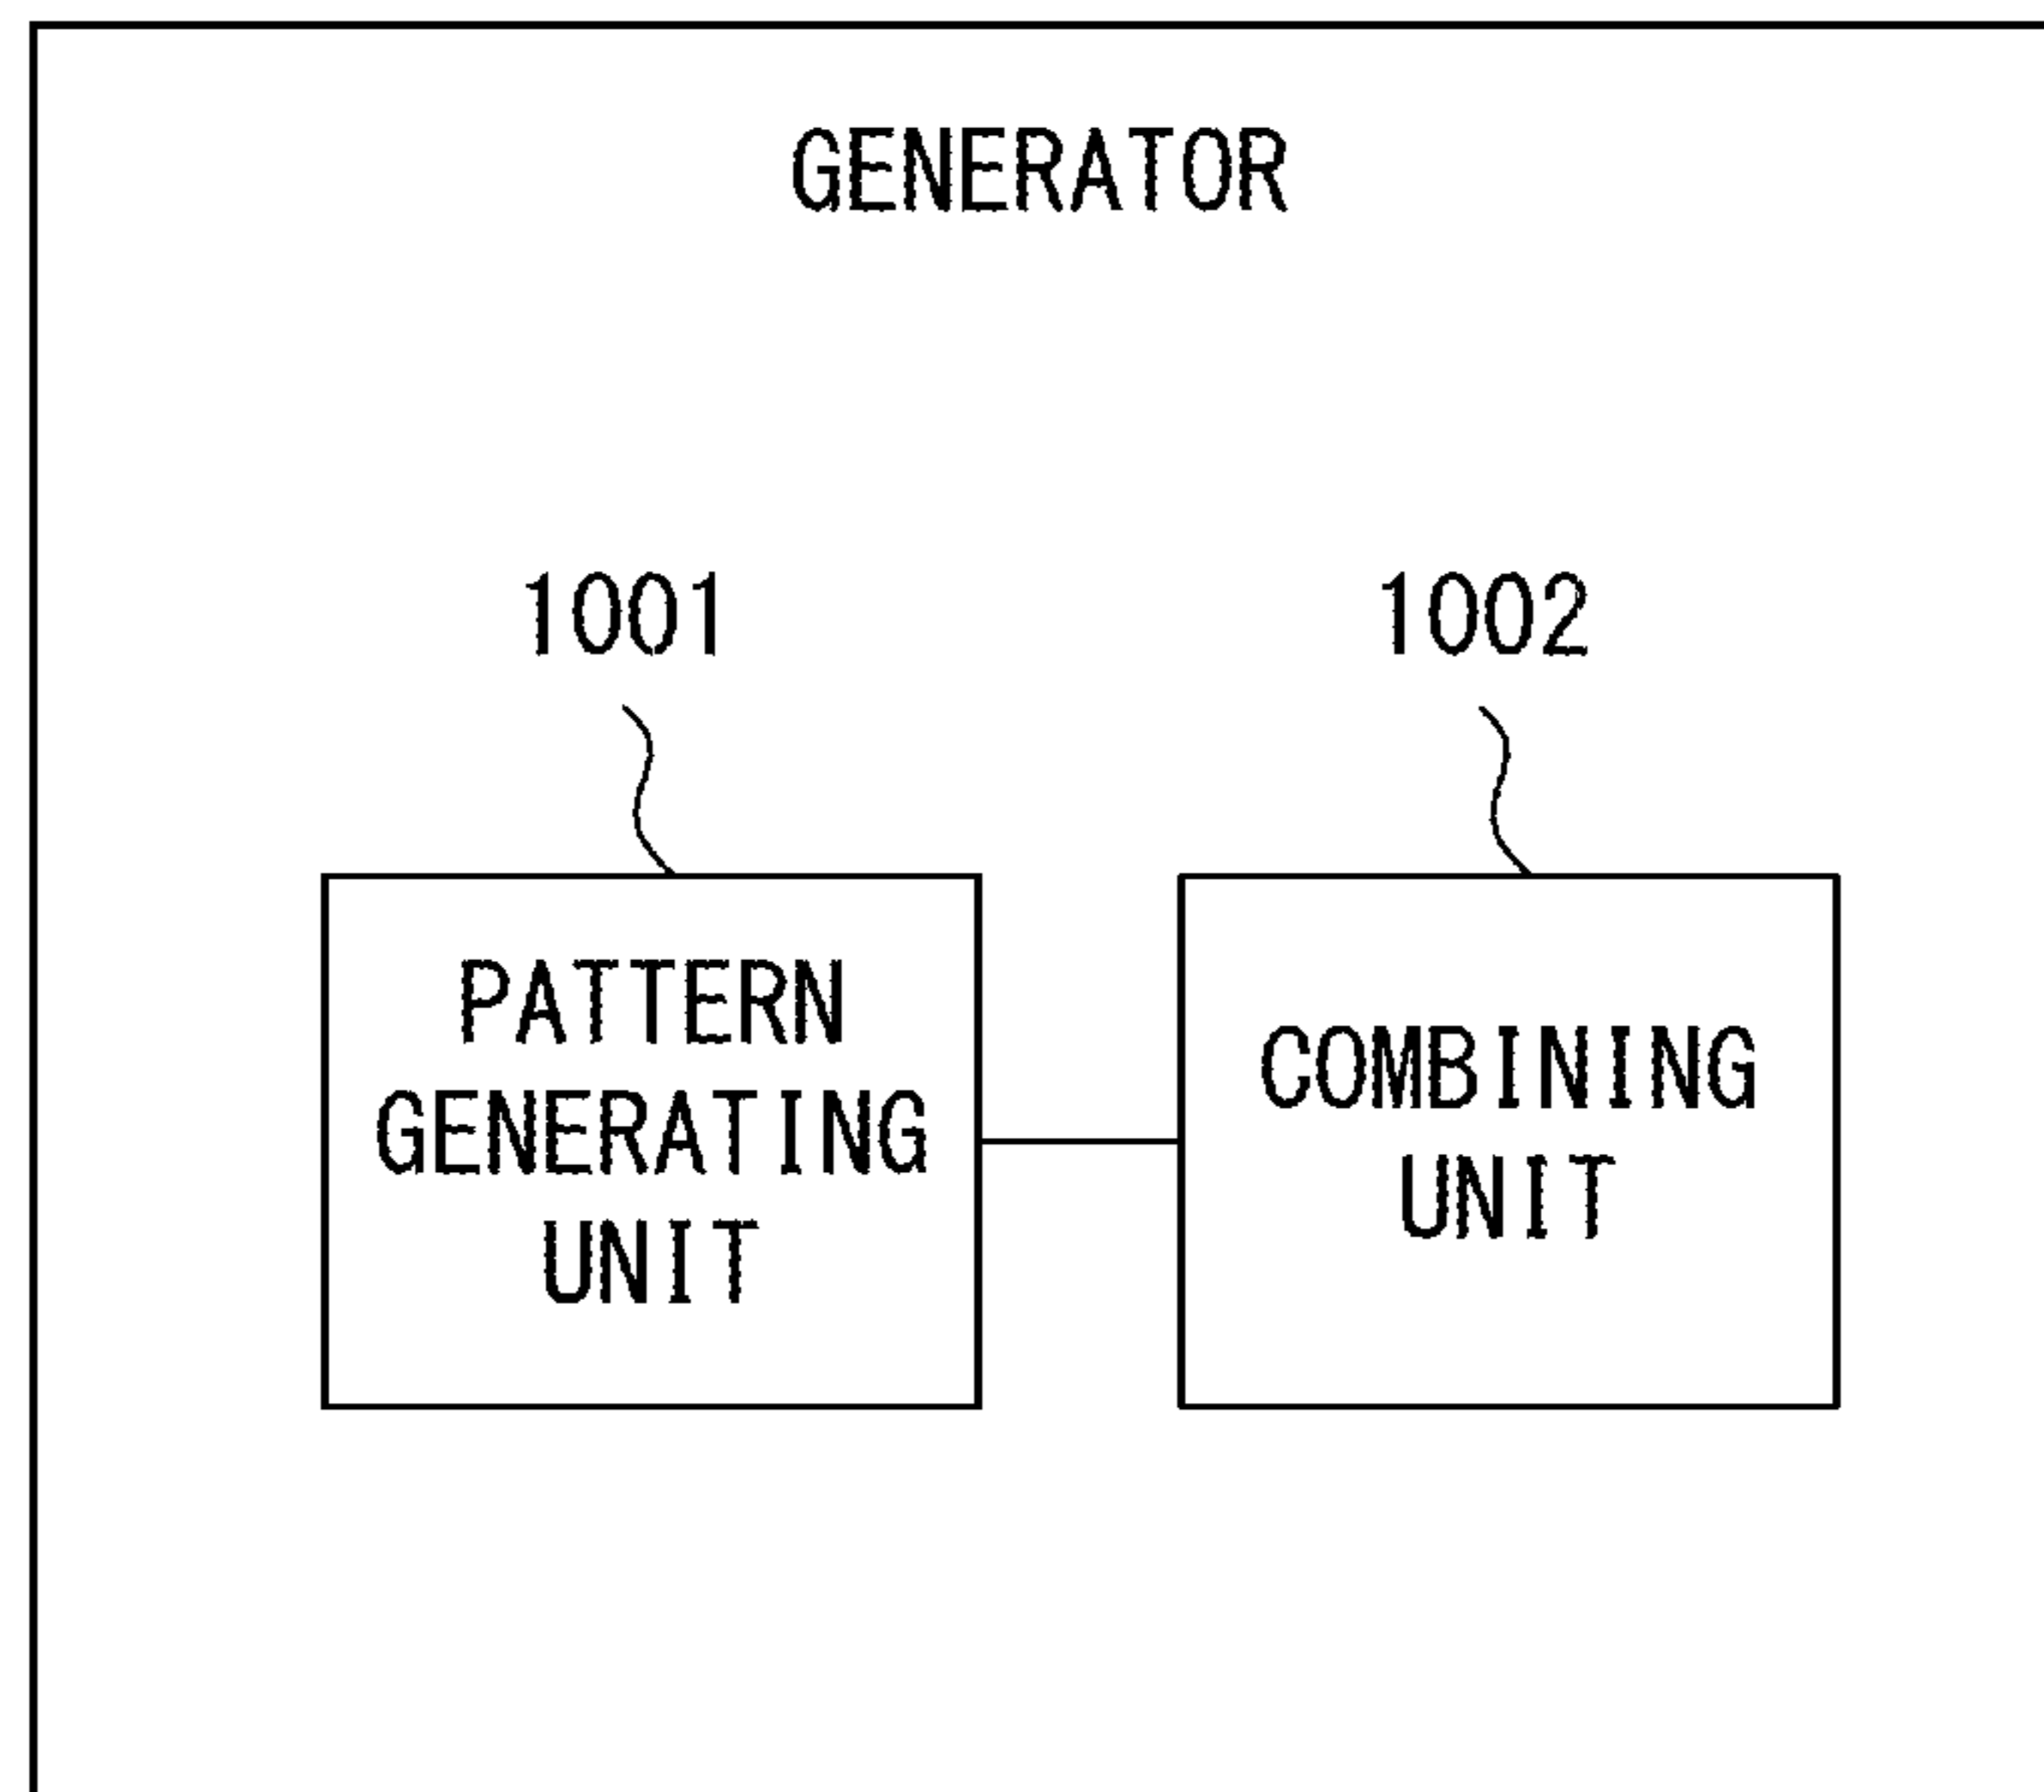 GENERATOR
1001
1002
PATTERN
GENERATING
UNIT
COMBINING
UNIT